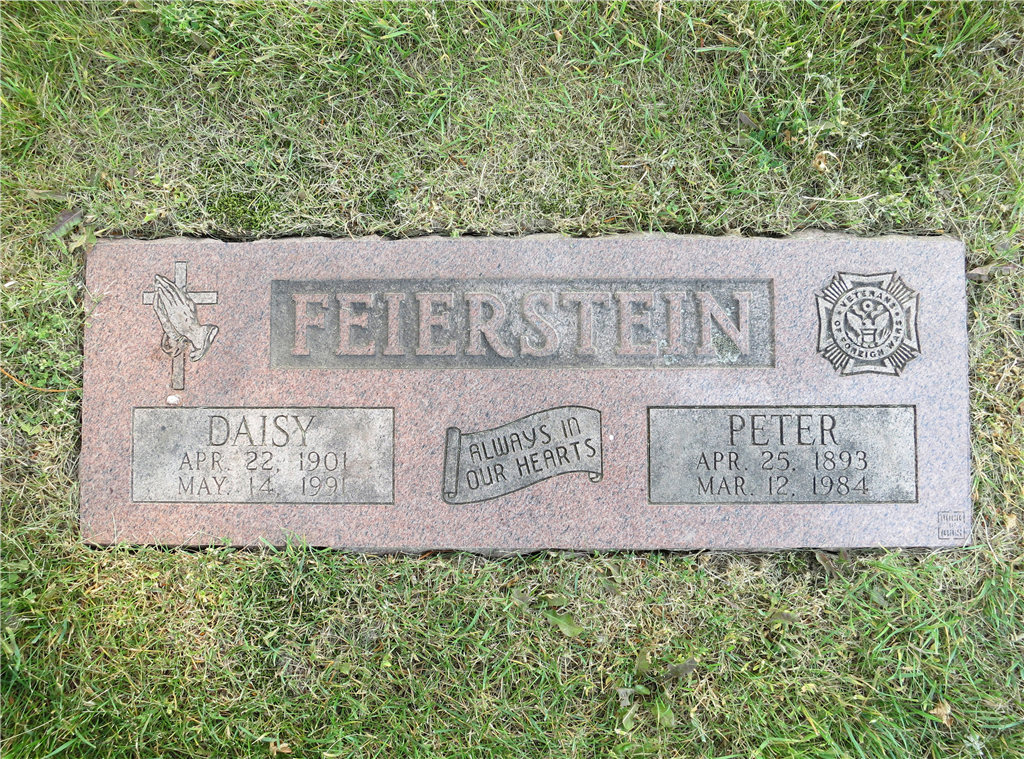 FEIERSTEIN
VETERANS
OF FOREIGN WARS
DAISY
APR. 22, 1901
MAY. 14, 1991
ALWAYS IN
OUR HEARTS
PETER
APR. 25, 1893
MAR. 12, 1984